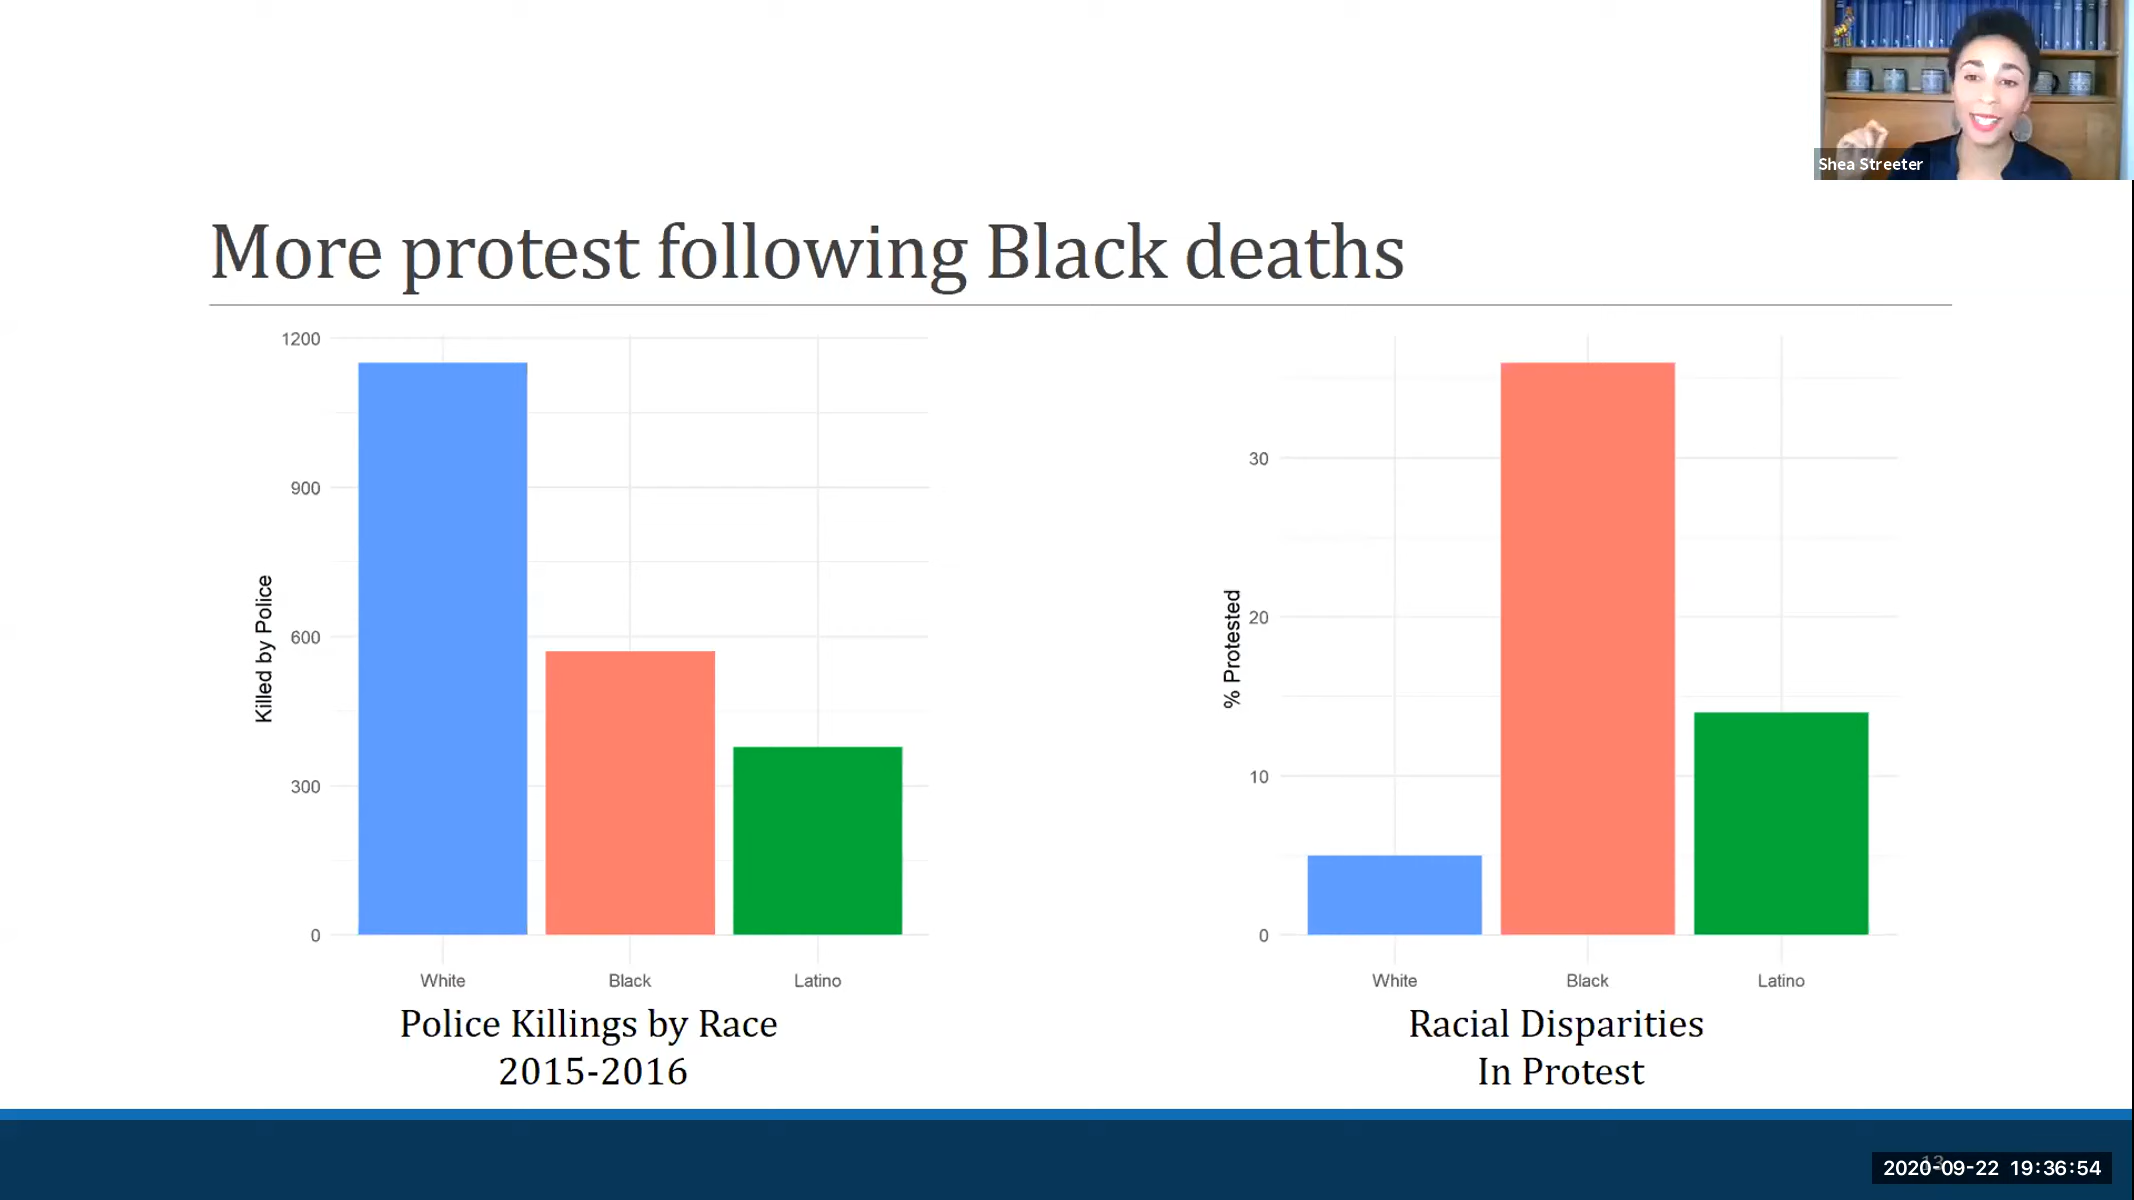 Shea Streeter
More protest following Black deaths
1200
900
600
300
0
Killed by Police
White Black Latino
Police Killings by Race
2015-2016
30
20
10
0
% Protested
White Black Latino
Racial Disparities
In Protest
13
2020-09-22 19:36:54